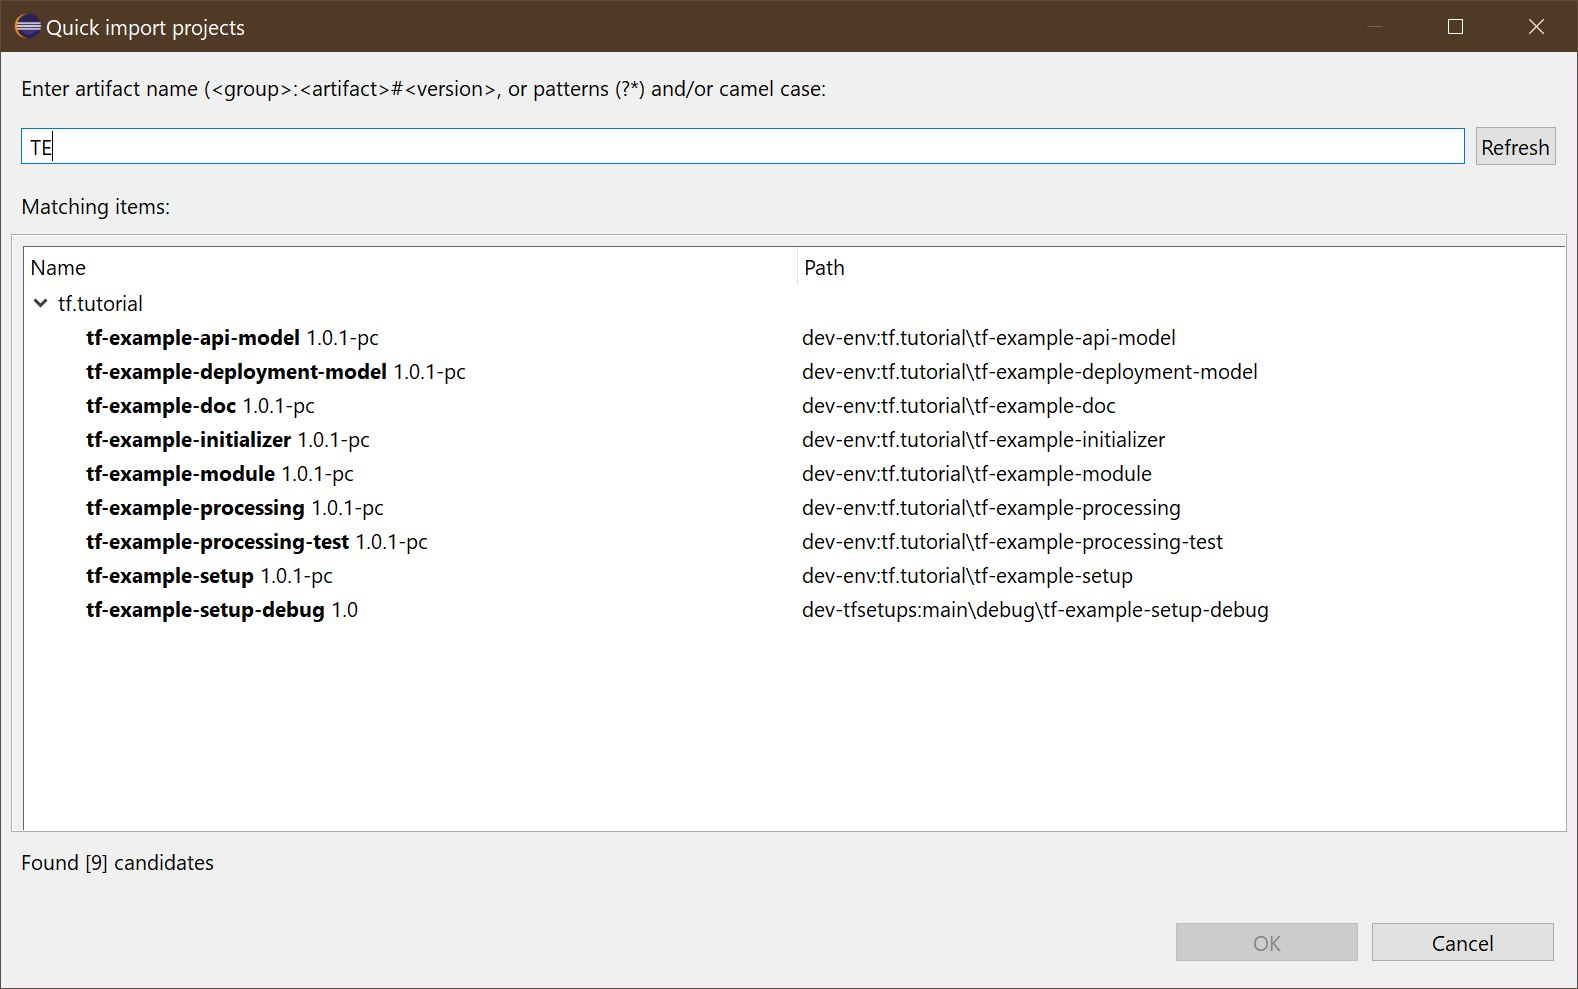 Quick import projects
Enter artifact name (<group>:<artifact>#<version>, or patterns (?*) and/or camel case:
TE Refresh
Matching items:
Name Path
tf.tutorial
tf-example-api-model 1.0.1-pc dev-env:tf.tutorial\tf-example-api-model
tf-example-deployment-model 1.0.1-pc dev-env:tf.tutorial\tf-example-deployment-model
tf-example-doc 1.0.1-pc dev-env:tf.tutorial\tf-example-doc
tf-example-initializer 1.0.1-pc dev-env:tf.tutorial\tf-example-initializer
tf-example-module 1.0.1-pc dev-env:tf.tutorial\tf-example-module
tf-example-processing 1.0.1-pc dev-env:tf.tutorial\tf-example-processing
tf-example-processing-test 1.0.1-pc dev-env:tf.tutorial\tf-example-processing-test
tf-example-setup 1.0.1-pc dev-env:tf.tutorial\tf-example-setup
tf-example-setup-debug 1.0 dev-tfsetups:main\debug\tf-example-setup-debug
Found [9] candidates
OK Cancel